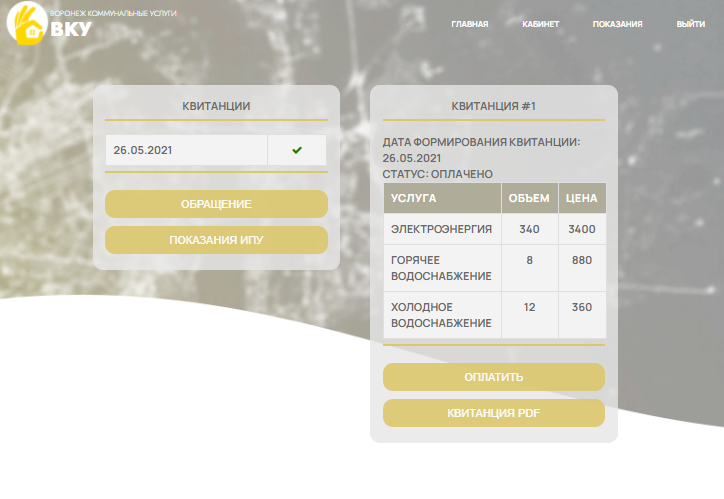 ВОРОНЕЖ КОММУНАЛЬНЫЕ УСЛУГИ
ВКУ
ГЛАВНАЯ КАБИНЕТ ПОКАЗАНИЯ ВЫЙТИ
КВИТАНЦИИ
26.05.2021
ОБРАЩЕНИЕ
ПОКАЗАНИЯ ИПУ
КВИТАНЦИЯ #1
ДАТА ФОРМИРОВАНИЯ КВИТАНЦИИ:
26.05.2021
СТАТУС: ОПЛАЧЕНО
УСЛУГА ОБЪЕМ ЦЕНА
ЭЛЕКТРОЭНЕРГИЯ 340 3400
ГОРЯЧЕЕ 8 880
ВОДОСНАБЖЕНИЕ
ХОЛОДНОЕ 12 360
ВОДОСНАБЖЕНИЕ
ОПЛАТИТЬ
КВИТАНЦИЯ PDF